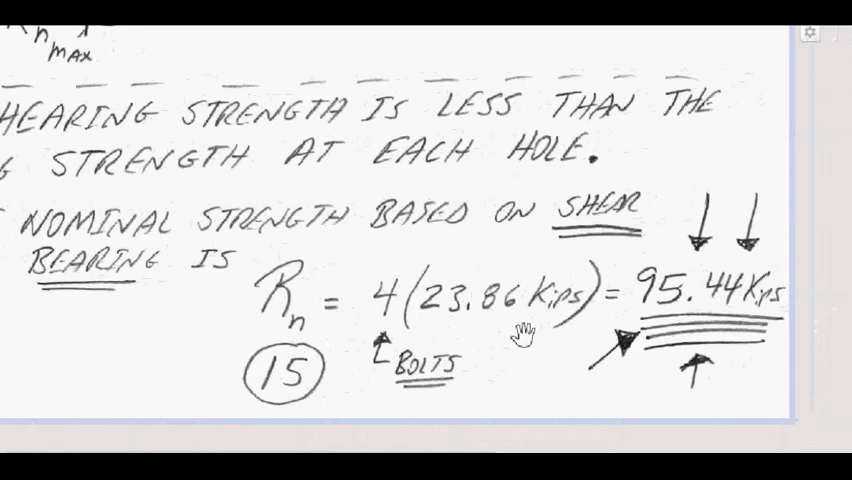 n
MAX
HEARING STRENGTH IS LESS THAN THE
G STRENGTH AT EACH HOLE.
NOMINAL STRENGTH BASED ON SHEAR
BEARING IS
Rn = 4(23.86 Kips) = 95.44 Kips
BOLTS
15